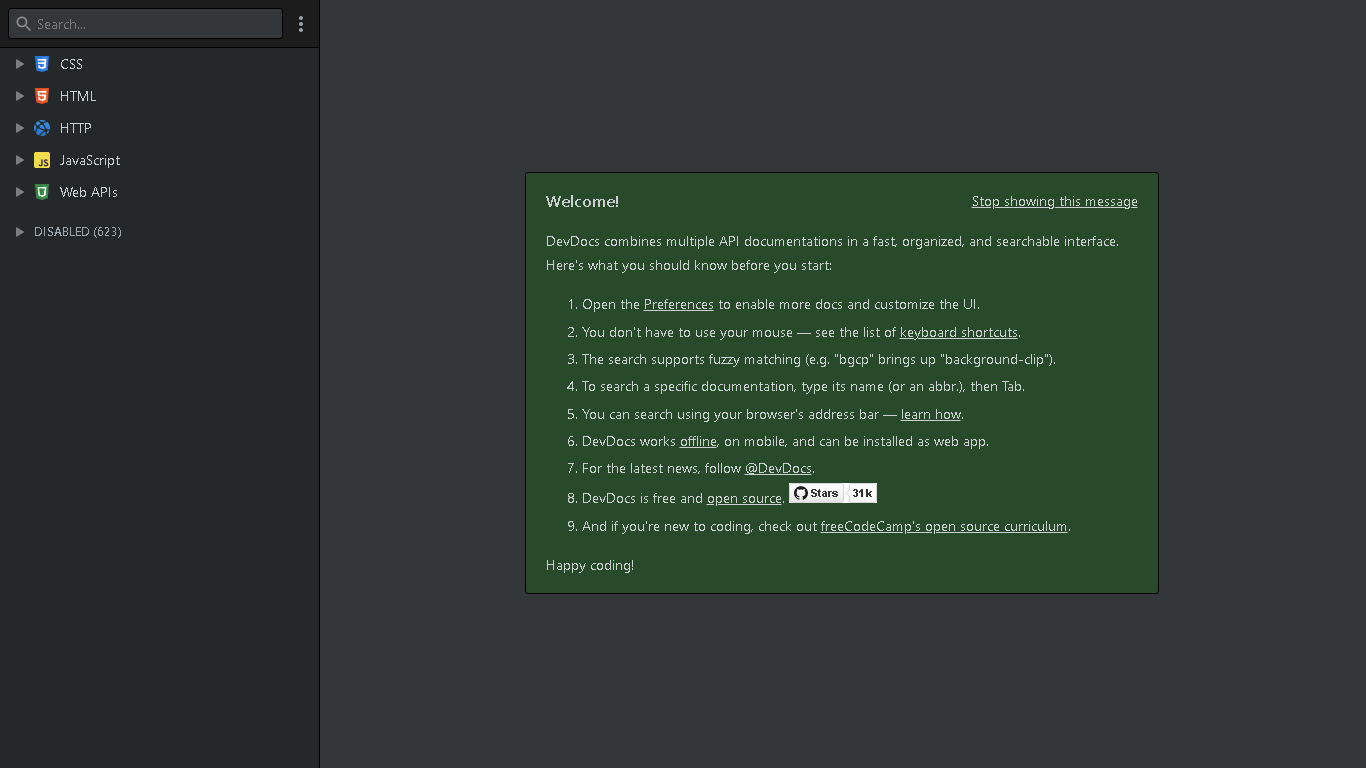 Search...
CSS
HTML
HTTP
JS
JavaScript
Web APIs
DISABLED (623)
Welcome!
Stop showing this message
DevDocs combines multiple API documentations in a fast, organized, and searchable interface.
Here's what you should know before you start:
1. Open the Preferences to enable more docs and customize the UI.
2. You don't have to use your mouse — see the list of keyboard shortcuts.
3. The search supports fuzzy matching (e.g. "bgcp" brings up "background-clip").
4. To search a specific documentation, type its name (or an abbr.), then Tab.
5. You can search using your browser's address bar — learn how.
6. DevDocs works offline, on mobile, and can be installed as web app.
7. For the latest news, follow @DevDocs.
8. DevDocs is free and open source. Stars 31k
9. And if you're new to coding, check out freeCodeCamp's open source curriculum.
Happy coding!